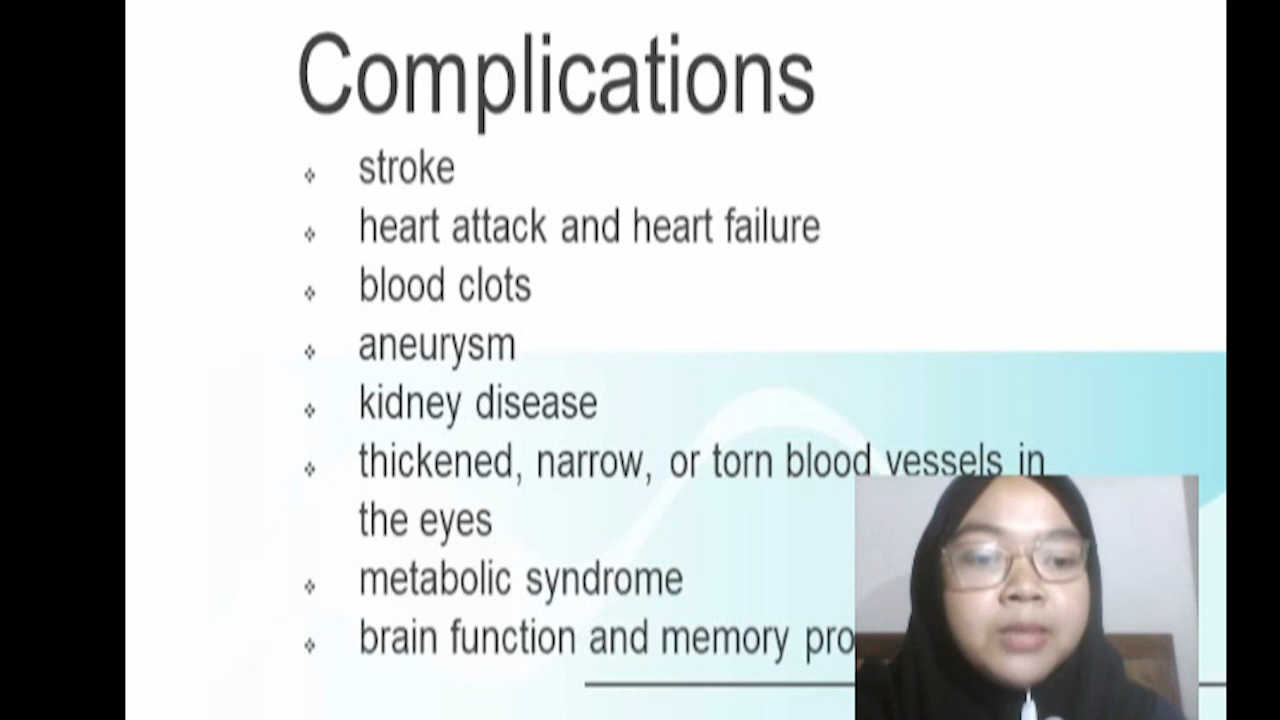 Complications
stroke
heart attack and heart failure
blood clots
aneurysm
kidney disease
thickened, narrow, or torn blood vessels in
the eyes
metabolic syndrome
brain function and memory